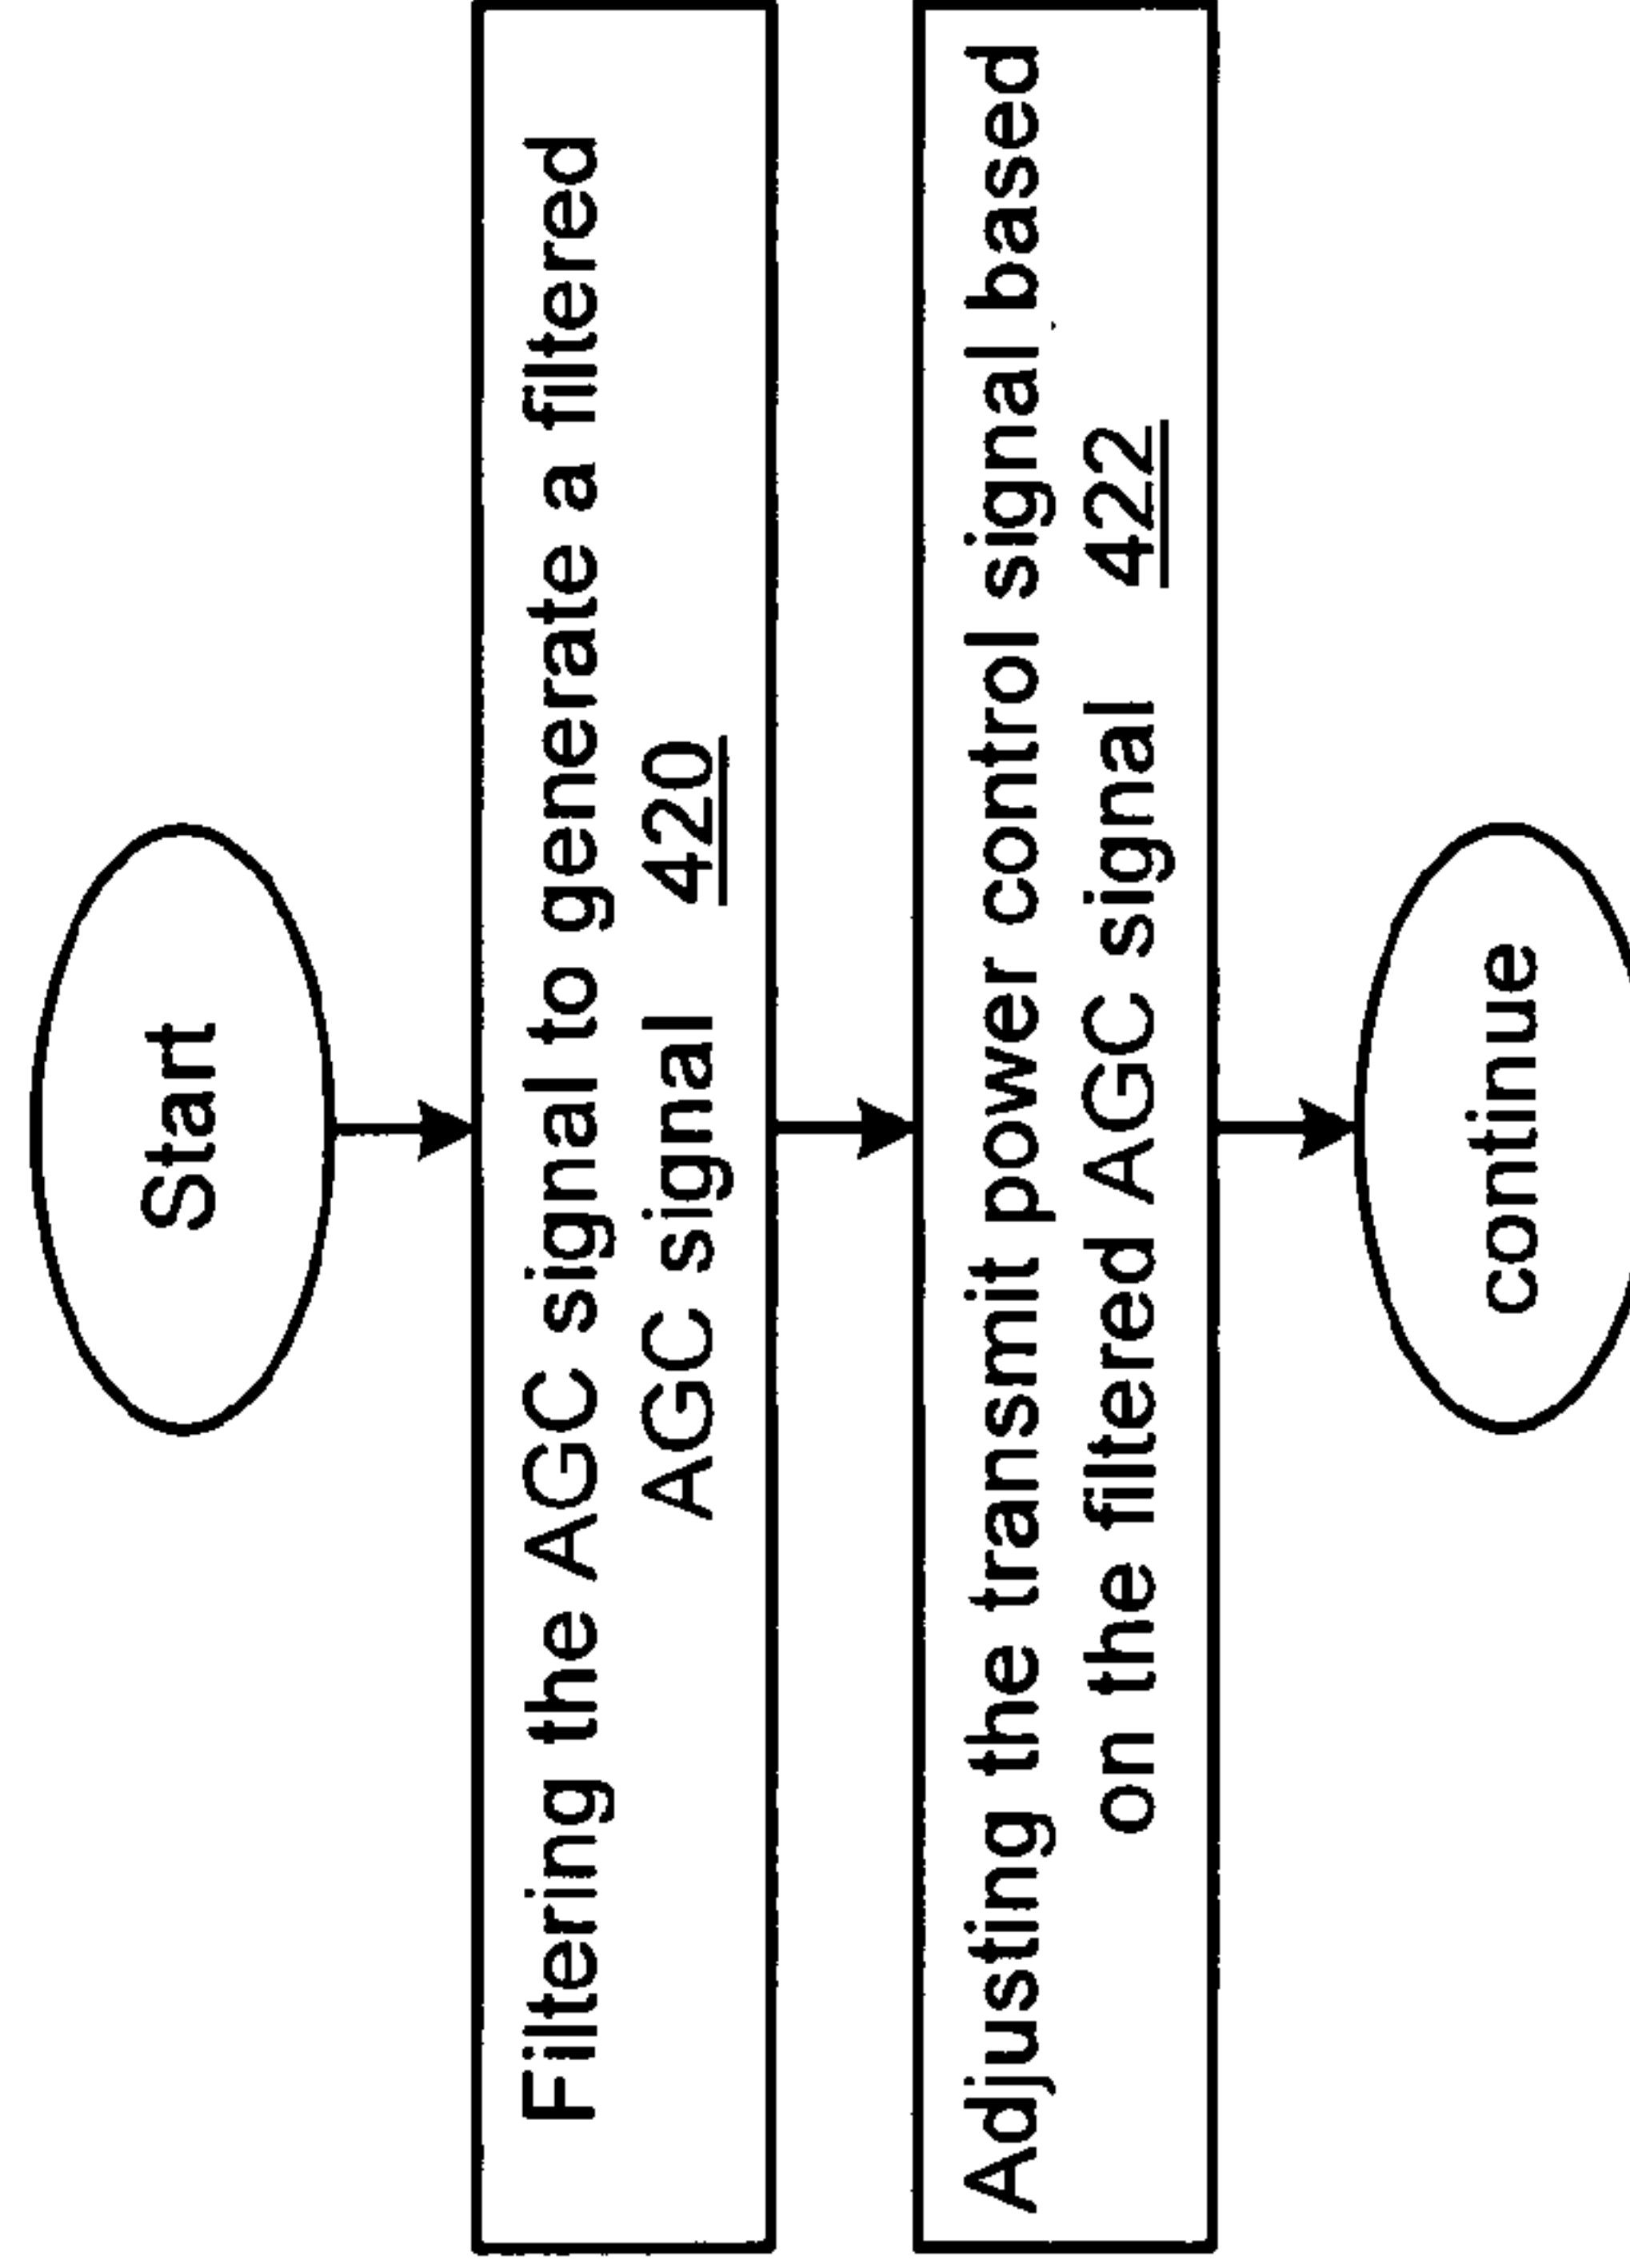 Start
Filtering the AGC signal to generate a filtered
AGC signal 420
Adjusting the transmit power control signal based
on the filtered AGC signal 422
continue